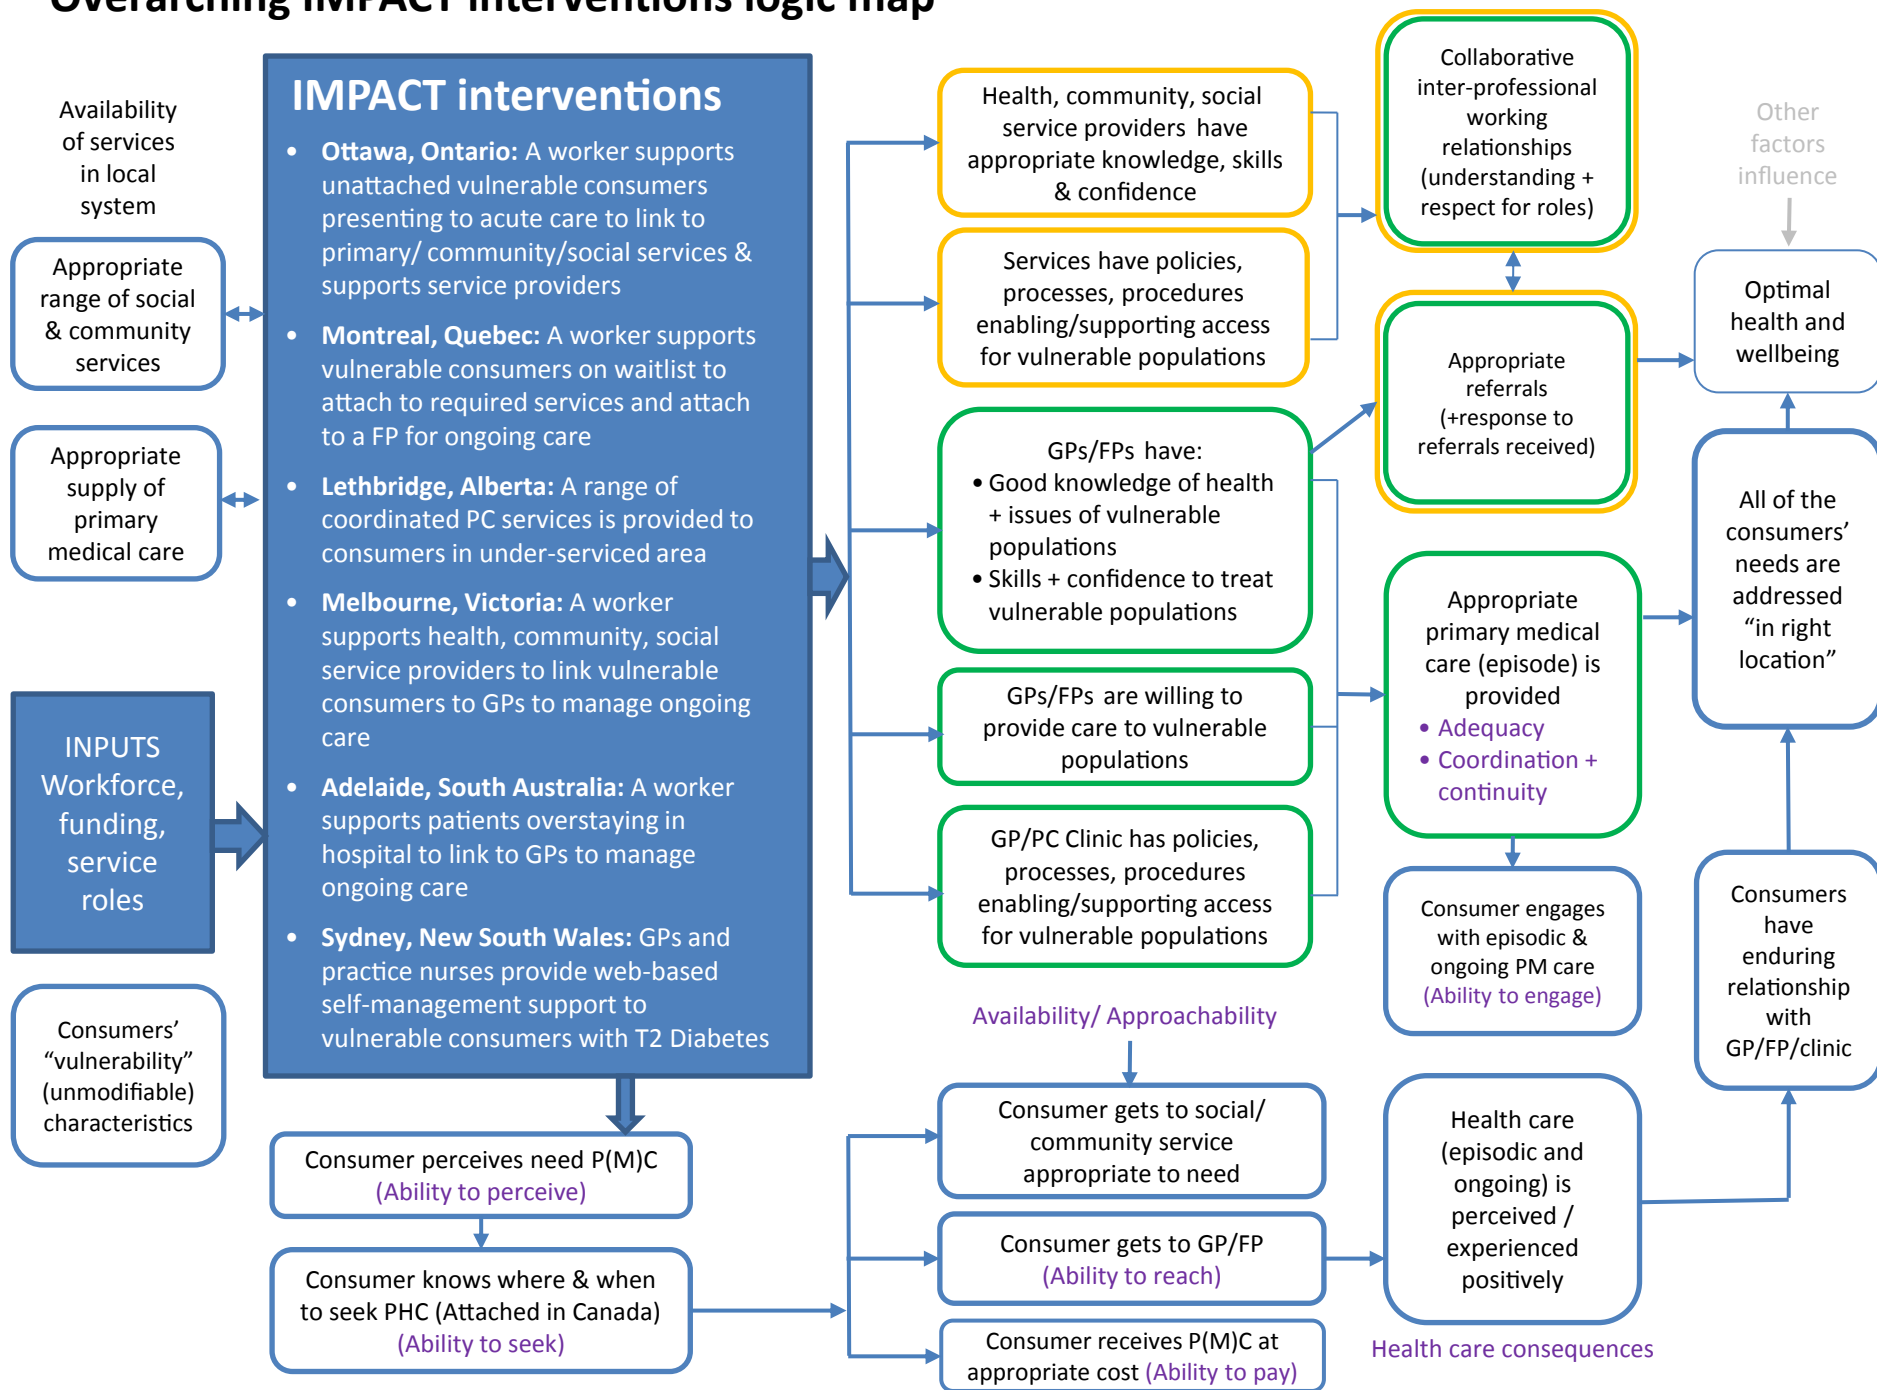 Overarching IMPACT interventions logic map
Availability
of services
in local
system
Appropriate
range of social
& community
services
Appropriate
supply of
primary
medical care
INPUTS
Workforce,
funding,
service
roles
Consumers’
“vulnerability”
(unmodifiable)
characteristics
IMPACT interventions
• Ottawa, Ontario: A worker supports
unattached vulnerable consumers
presenting to acute care to link to
primary/ community/social services &
supports service providers
• Montreal, Quebec: A worker supports
vulnerable consumers on waitlist to
attach to required services and attach
to a FP for ongoing care
• Lethbridge, Alberta: A range of
coordinated PC services is provided to
consumers in under-serviced area
• Melbourne, Victoria: A worker
supports health, community, social
service providers to link vulnerable
consumers to GPs to manage ongoing
care
• Adelaide, South Australia: A worker
supports patients overstaying in
hospital to link to GPs to manage
ongoing care
• Sydney, New South Wales: GPs and
practice nurses provide web-based
self-management support to
vulnerable consumers with T2 Diabetes
Consumer perceives need P(M)C
(Ability to perceive)
Consumer knows where & when
to seek PHC (Attached in Canada)
(Ability to seek)
Health, community, social
service providers have
appropriate knowledge, skills
& confidence
Services have policies,
processes, procedures
enabling/supporting access
for vulnerable populations
GPs/FPs have:
• Good knowledge of health
+ issues of vulnerable
populations
• Skills + confidence to treat
vulnerable populations
GPs/FPs are willing to
provide care to vulnerable
populations
GP/PC Clinic has policies,
processes, procedures
enabling/supporting access
for vulnerable populations
Availability/ Approachability
Consumer gets to social/
community service
appropriate to need
Consumer gets to GP/FP
(Ability to reach)
Consumer receives P(M)C at
appropriate cost (Ability to pay)
Collaborative
inter-professional
working
relationships
(understanding +
respect for roles)
Appropriate
referrals
(+response to
referrals received)
Appropriate
primary medical
care (episode) is
provided
• Adequacy
• Coordination +
continuity
Consumer engages
with episodic &
ongoing PM care
(Ability to engage)
Health care
(episodic and
ongoing) is
perceived /
experienced
positively
Health care consequences
Other
factors
influence
Optimal
health and
wellbeing
All of the
consumers’
needs are
addressed
“in right
location”
Consumers
have
enduring
relationship
with
GP/FP/clinic